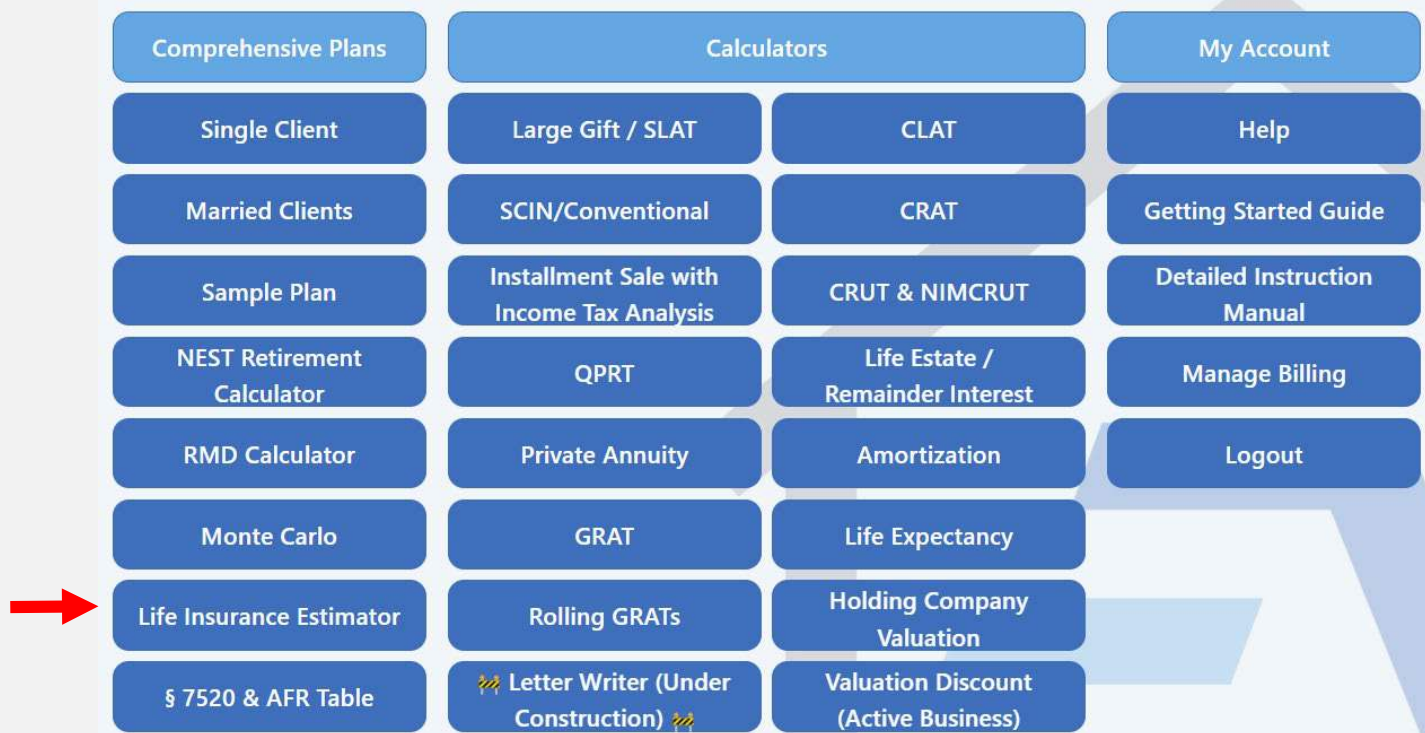 Comprehensive Plans
Calculators
My Account
Single Client
Large Gift / SLAT
CLAT
Help
Married Clients
SCIN/Conventional
CRAT
Getting Started Guide
Sample Plan
Installment Sale with
Income Tax Analysis
CRUT & NIMCRUT
Detailed Instruction
Manual
NEST Retirement
Calculator
QPRT
Life Estate /
Remainder Interest
Manage Billing
RMD Calculator
Private Annuity
Amortization
Logout
Monte Carlo
GRAT
Life Expectancy
Life Insurance Estimator
Rolling GRATs
Holding Company
Valuation
§ 7520 & AFR Table
🚧 Letter Writer (Under
Construction) 🚧
Valuation Discount
(Active Business)